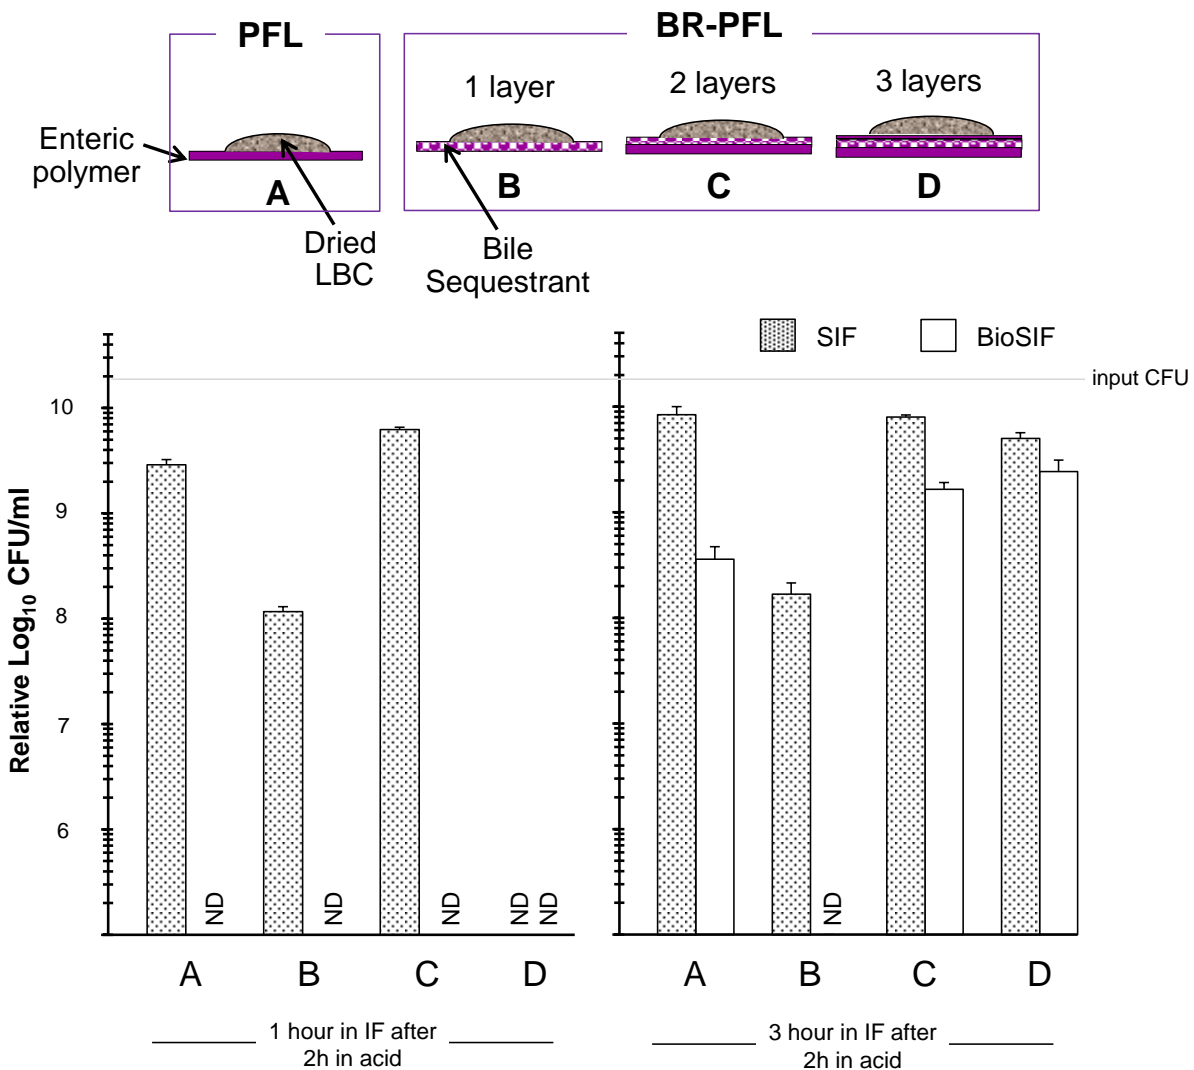 PFL
BR-PFL
1 layer
2 layers
3 layers
Enteric
polymer
A
B
C
D
Dried
LBC
Bile
Sequestrant
SIF
BioSIF
input CFU
Relative Log10 CFU/ml
10
9
8
7
6
ND
ND
ND
ND
ND
ND
A
B
C
D
A
B
C
D
1 hour in IF after
2h in acid
3 hour in IF after
2h in acid